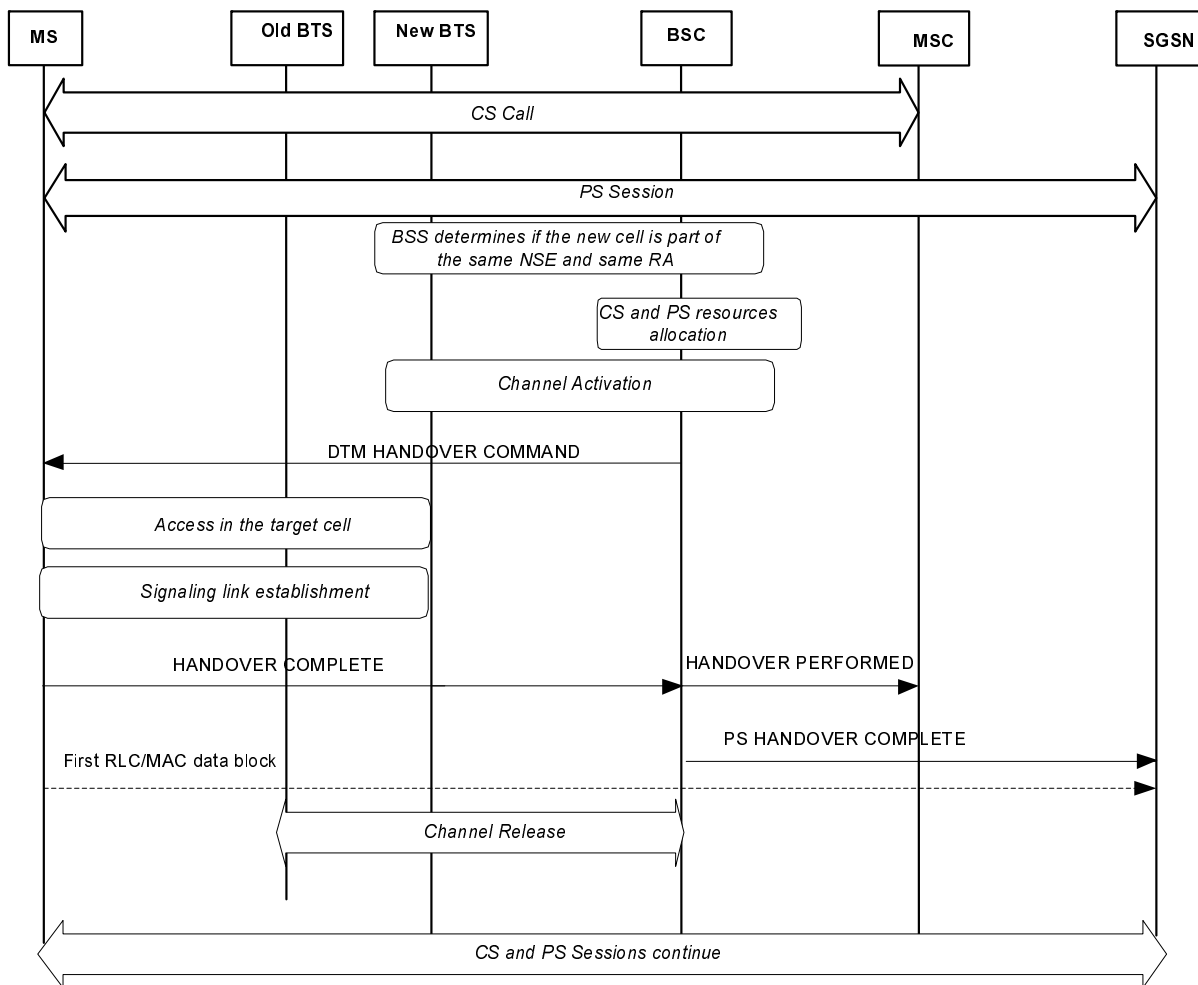 MS
Old BTS
New BTS
BSC
MSC
SGSN
CS Call
PS Session
BSS determines if the new cell is part of
the same NSE and same RA
CS and PS resources
allocation
Channel Activation
DTM HANDOVER COMMAND
Access in the target cell
Signaling link establishment
HANDOVER COMPLETE
HANDOVER PERFORMED
PS HANDOVER COMPLETE
First RLC/MAC data block
Channel Release
CS and PS Sessions continue